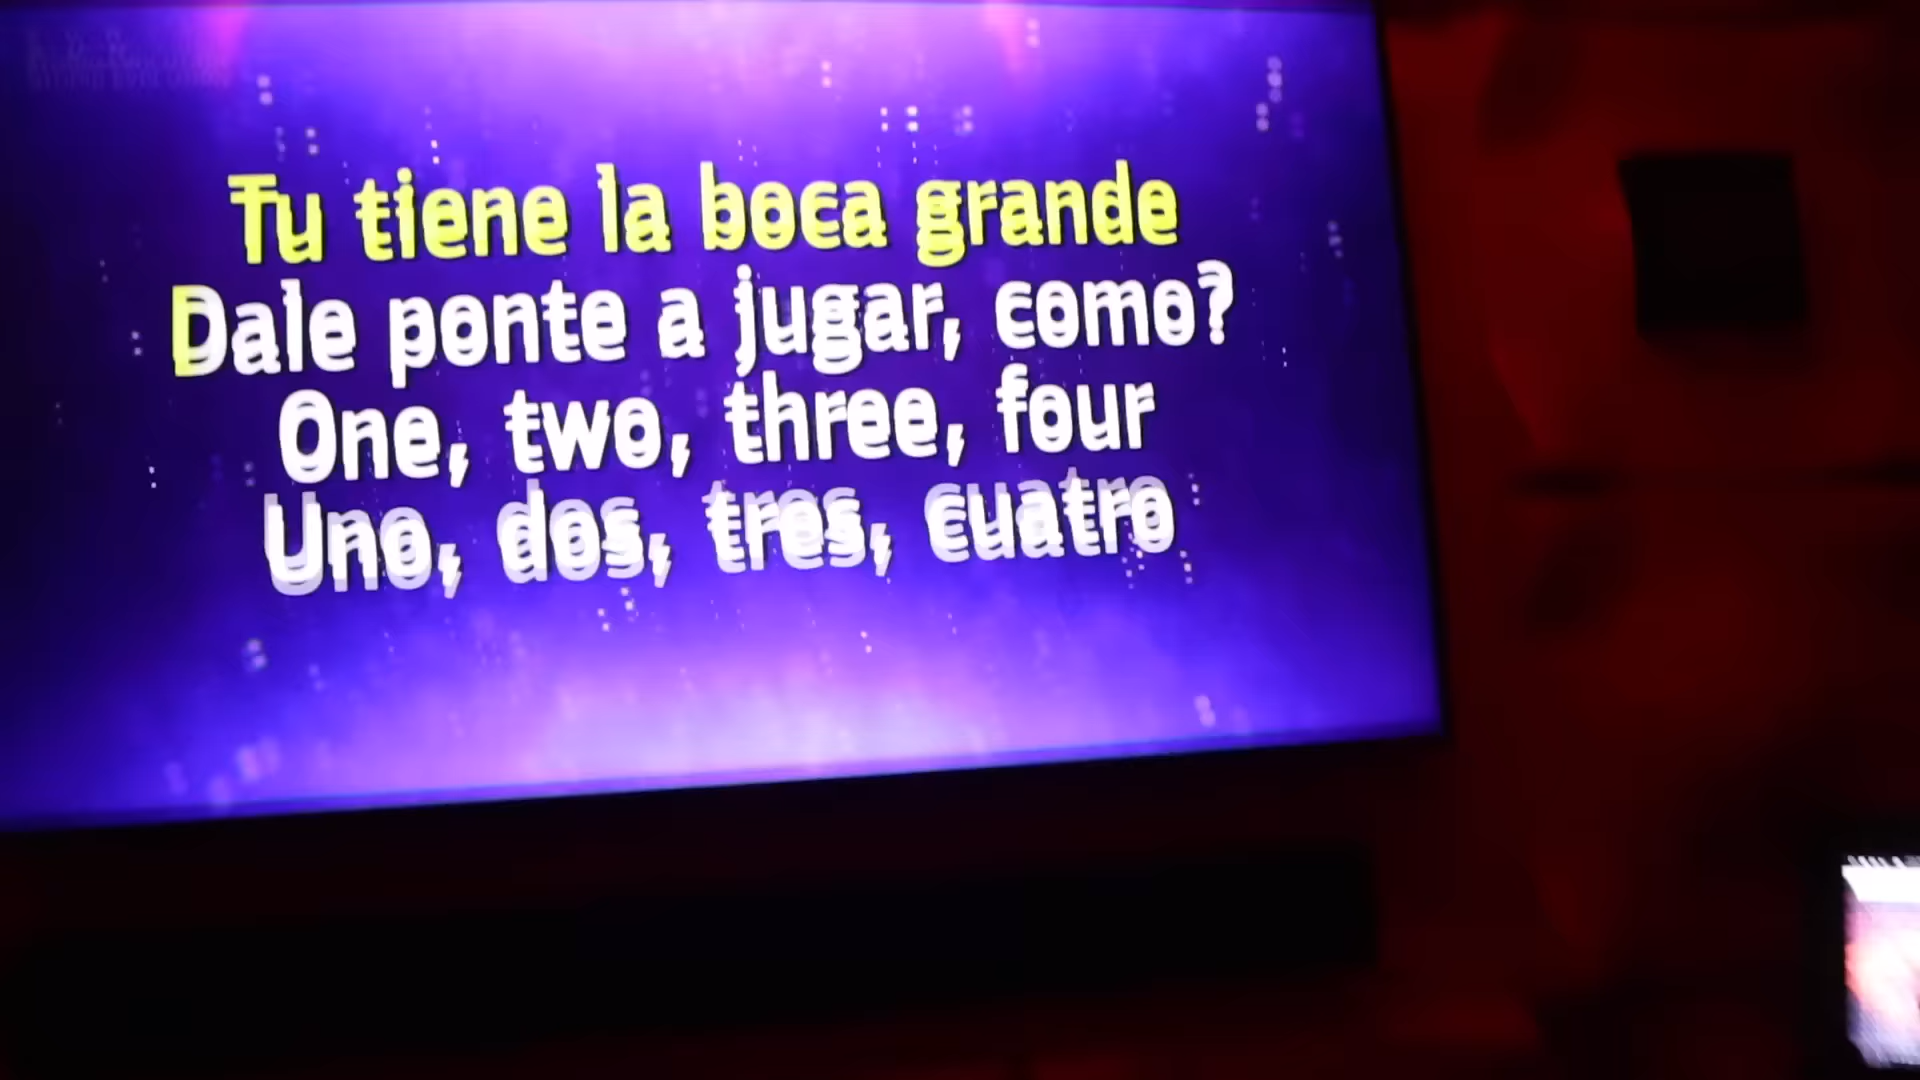 Tu tiene la boca grande
Dale ponte a jugar, como?
One, two, three, four
Uno, dos, tres, cuatro